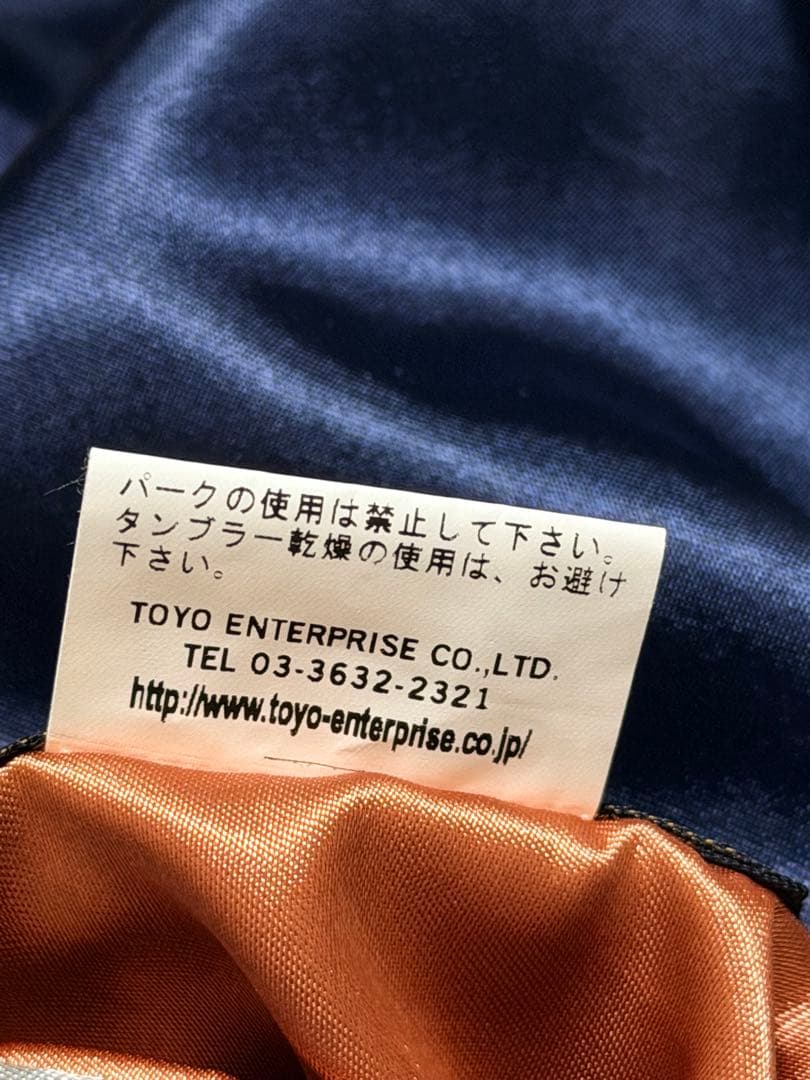 パークの使用は禁止して下さい。
タンブラー乾燥の使用は、お避け
下さい。
TOYO ENTERPRISE CO.,LTD.
TEL 03-3632-2321
http://www.toyo-enterprise.co.jp/